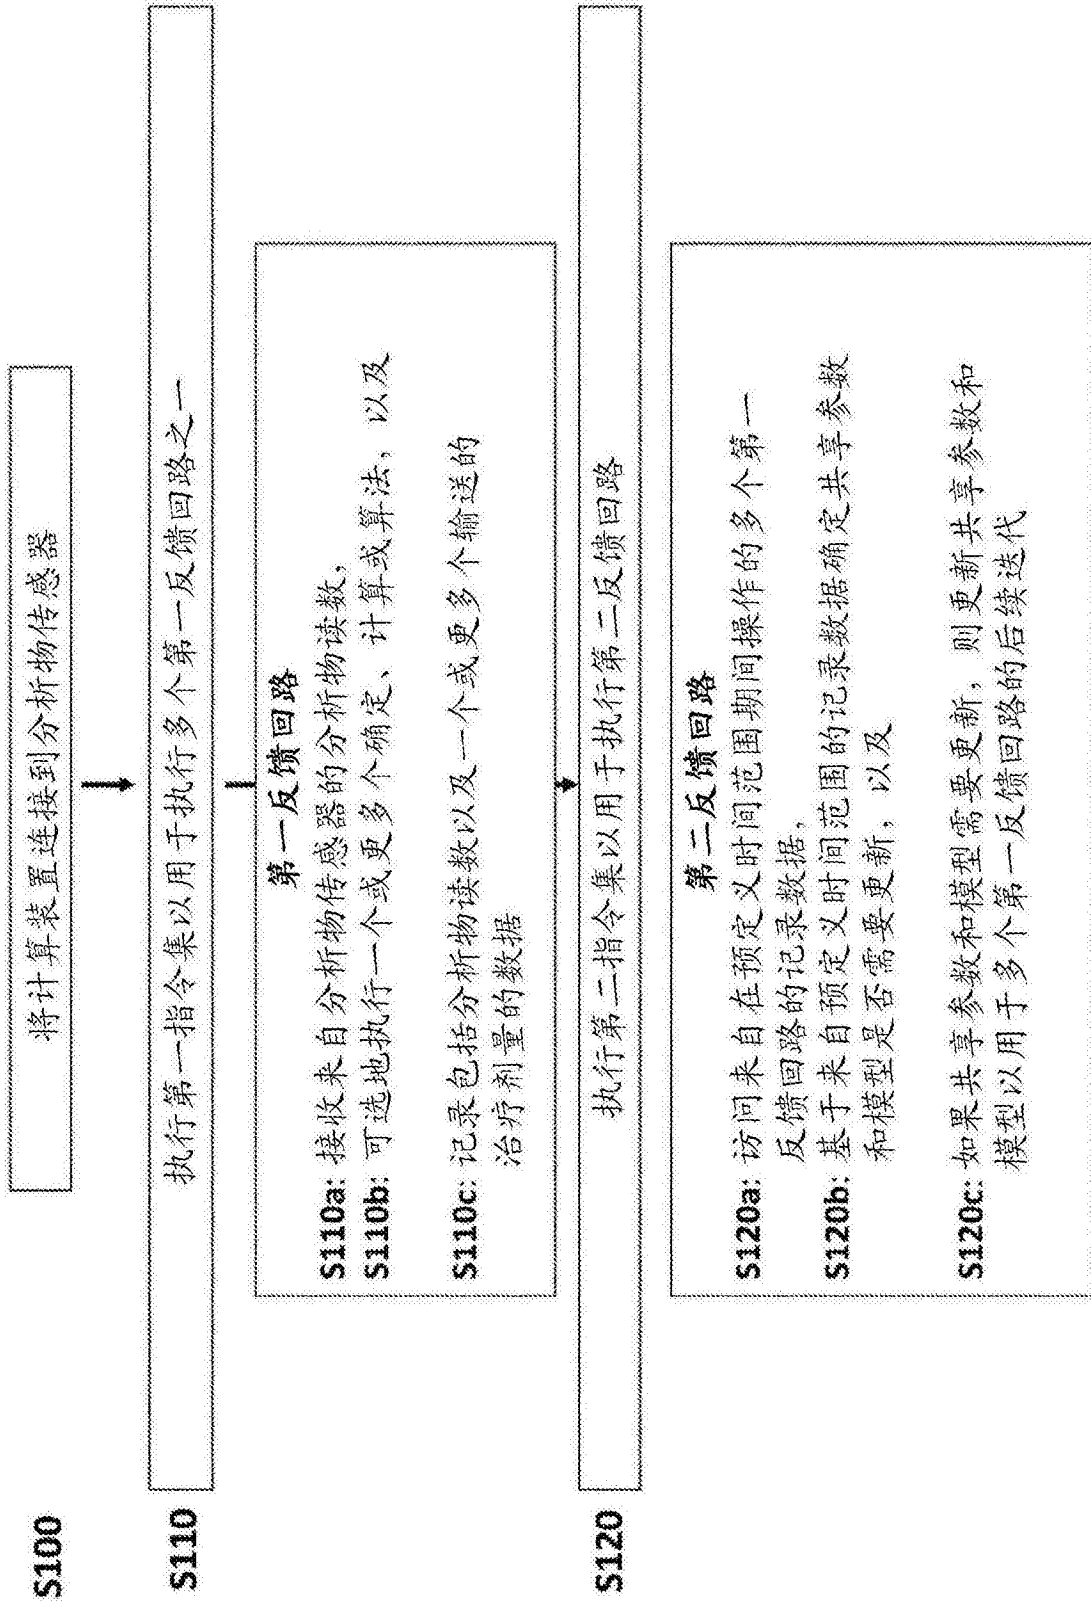 S100
将计算装置连接到分析物传感器
S110
执行第一指令集以用于执行多个第一反馈回路之一
第一反馈回路
S110a: 接收来自分析物传感器的分析物读数,
S110b: 可选地执行一个或更多个确定、计算或算法, 以及
S110c: 记录包括分析物读数以及一个或更多个输送的
治疗剂量的数据
S120
执行第二指令集以用于执行第二反馈回路
第二反馈回路
S120a: 访问来自在预定义时间范围期间操作的多个第一
反馈回路的记录数据,
S120b: 基于来自预定义时间范围的记录数据确定共享参数
和模型是否需要更新, 以及
S120c: 如果共享参数和模型需要更新, 则更新共享参数和
模型以用于多个第一反馈回路的后续迭代